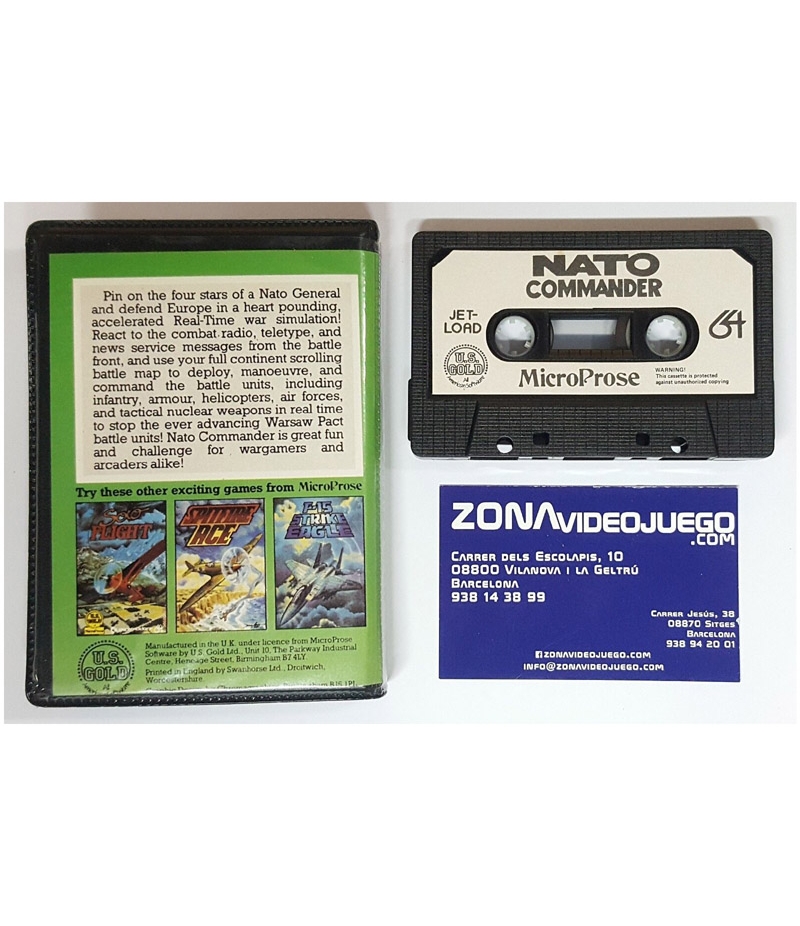 Pin on the four stars of a Nato General
and defend Europe in a heart pounding,
accelerated Real-Time war simulation!
React to the combat radio, teletype, and
news service messages from the battle
front, and use your full continent scrolling
battle map to deploy, manoeuvre, and
command the battle units, including
infantry, armour, helicopters, air forces,
and tactical nuclear weapons in real time
to stop the ever advancing Warsaw Pact
battle units! Nato Commander is great fun
and challenge for wargamers and
arcaders alike!
Try these other exciting games from MicroProse
SOLO
FLIGHT
SPITFIRE
ACE
F-15
STRIKE
EAGLE
U.S.
GOLD
Manufactured in the U.K. under licence from MicroProse
Software by U.S. Gold Ltd., Unit 10, The Parkway Industrial
Centre, Heneage Street, Birmingham B7 4LY
Printed in England by Swanhorse Ltd., Droitwich,
Worcestershire.
NATO
COMMANDER
JET-
LOAD
64
U.S.
GOLD
All
American Software
MicroProse
WARNING!
This cassette is protected
against unauthorized copying
ZONAVIDEOJUEGO
.COM
CARRER DELS ESCOLAPIS, 10
08800 VILANOVA I LA GELTRÚ
BARCELONA
938 14 38 99
CARRER JESÚS, 38
08870 SITGES
BARCELONA
938 94 20 01
f/ZONAVIDEOJUEGO.COM
INFO@ZONAVIDEOJUEGO.COM